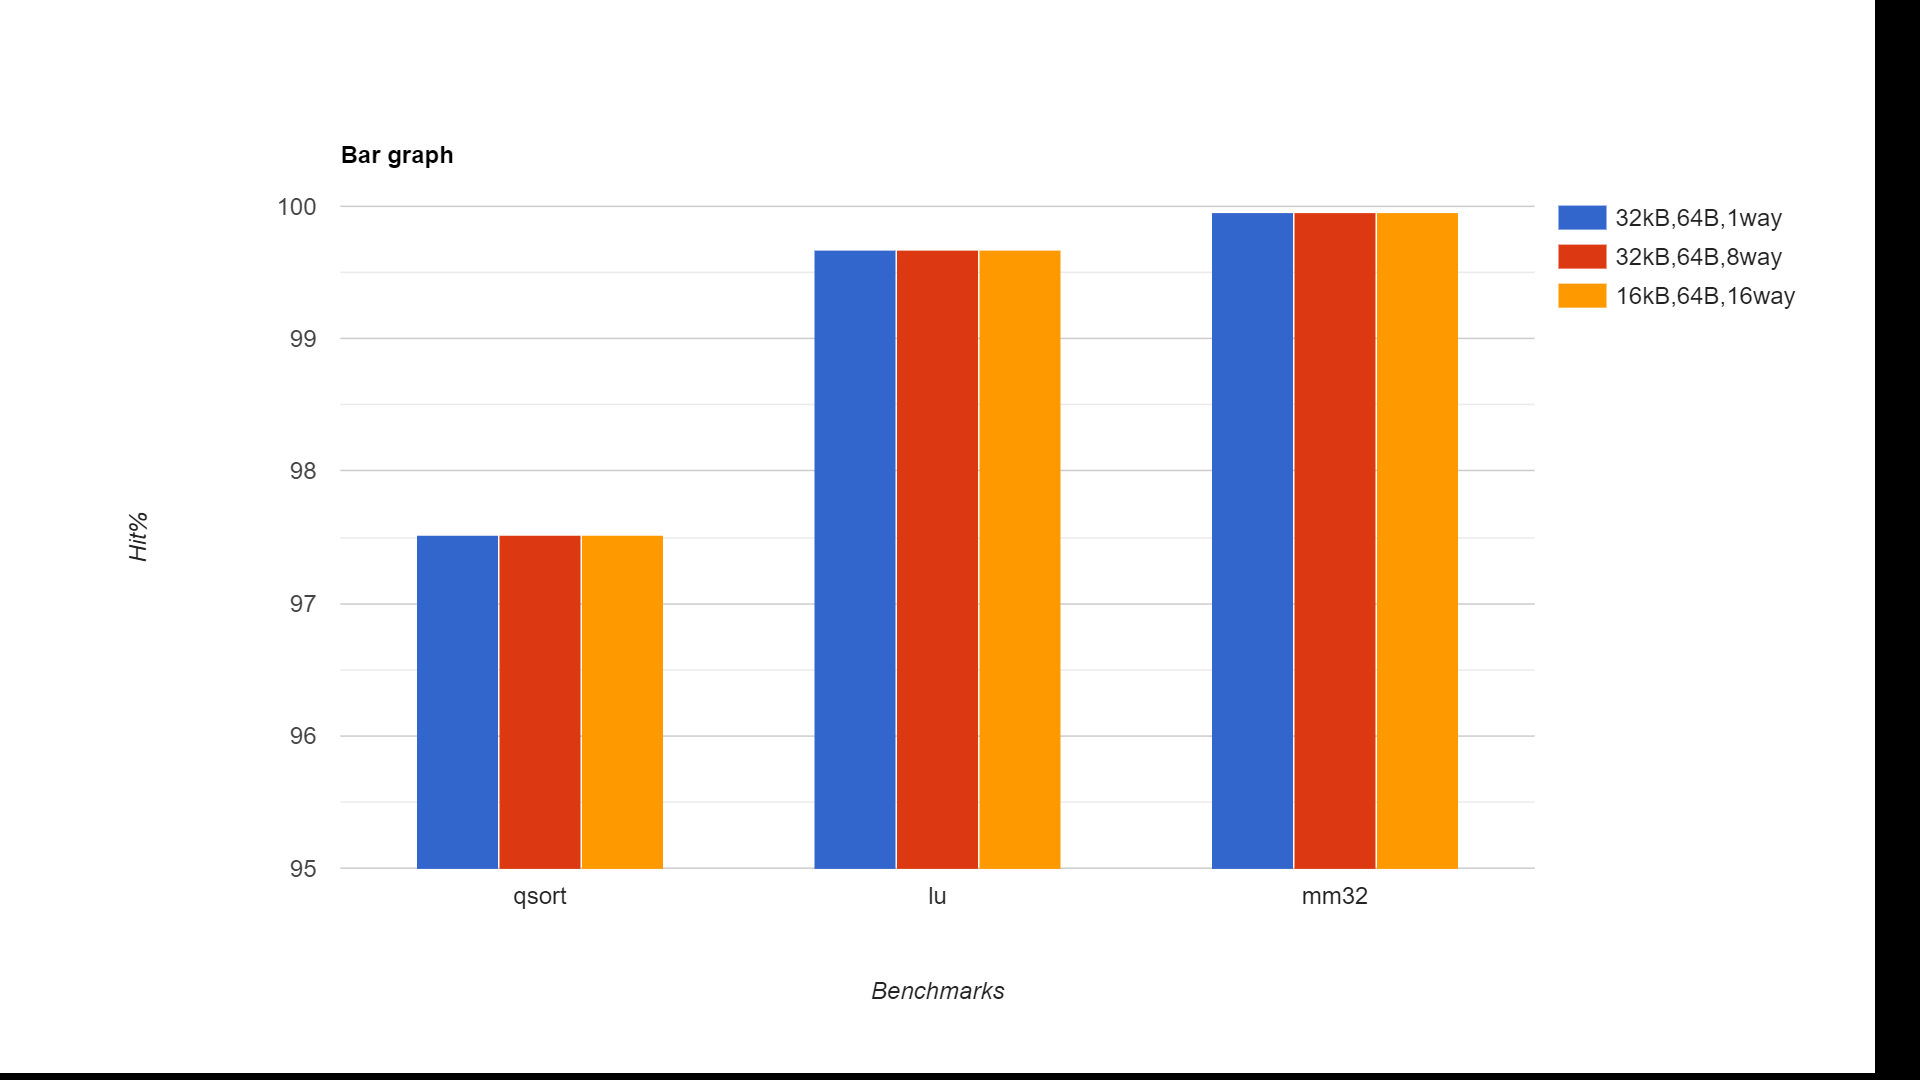 Bar graph
100
99
98
97
96
95
Hit%
qsort
lu
mm32
Benchmarks
32kB,64B,1way
32kB,64B,8way
16kB,64B,16way